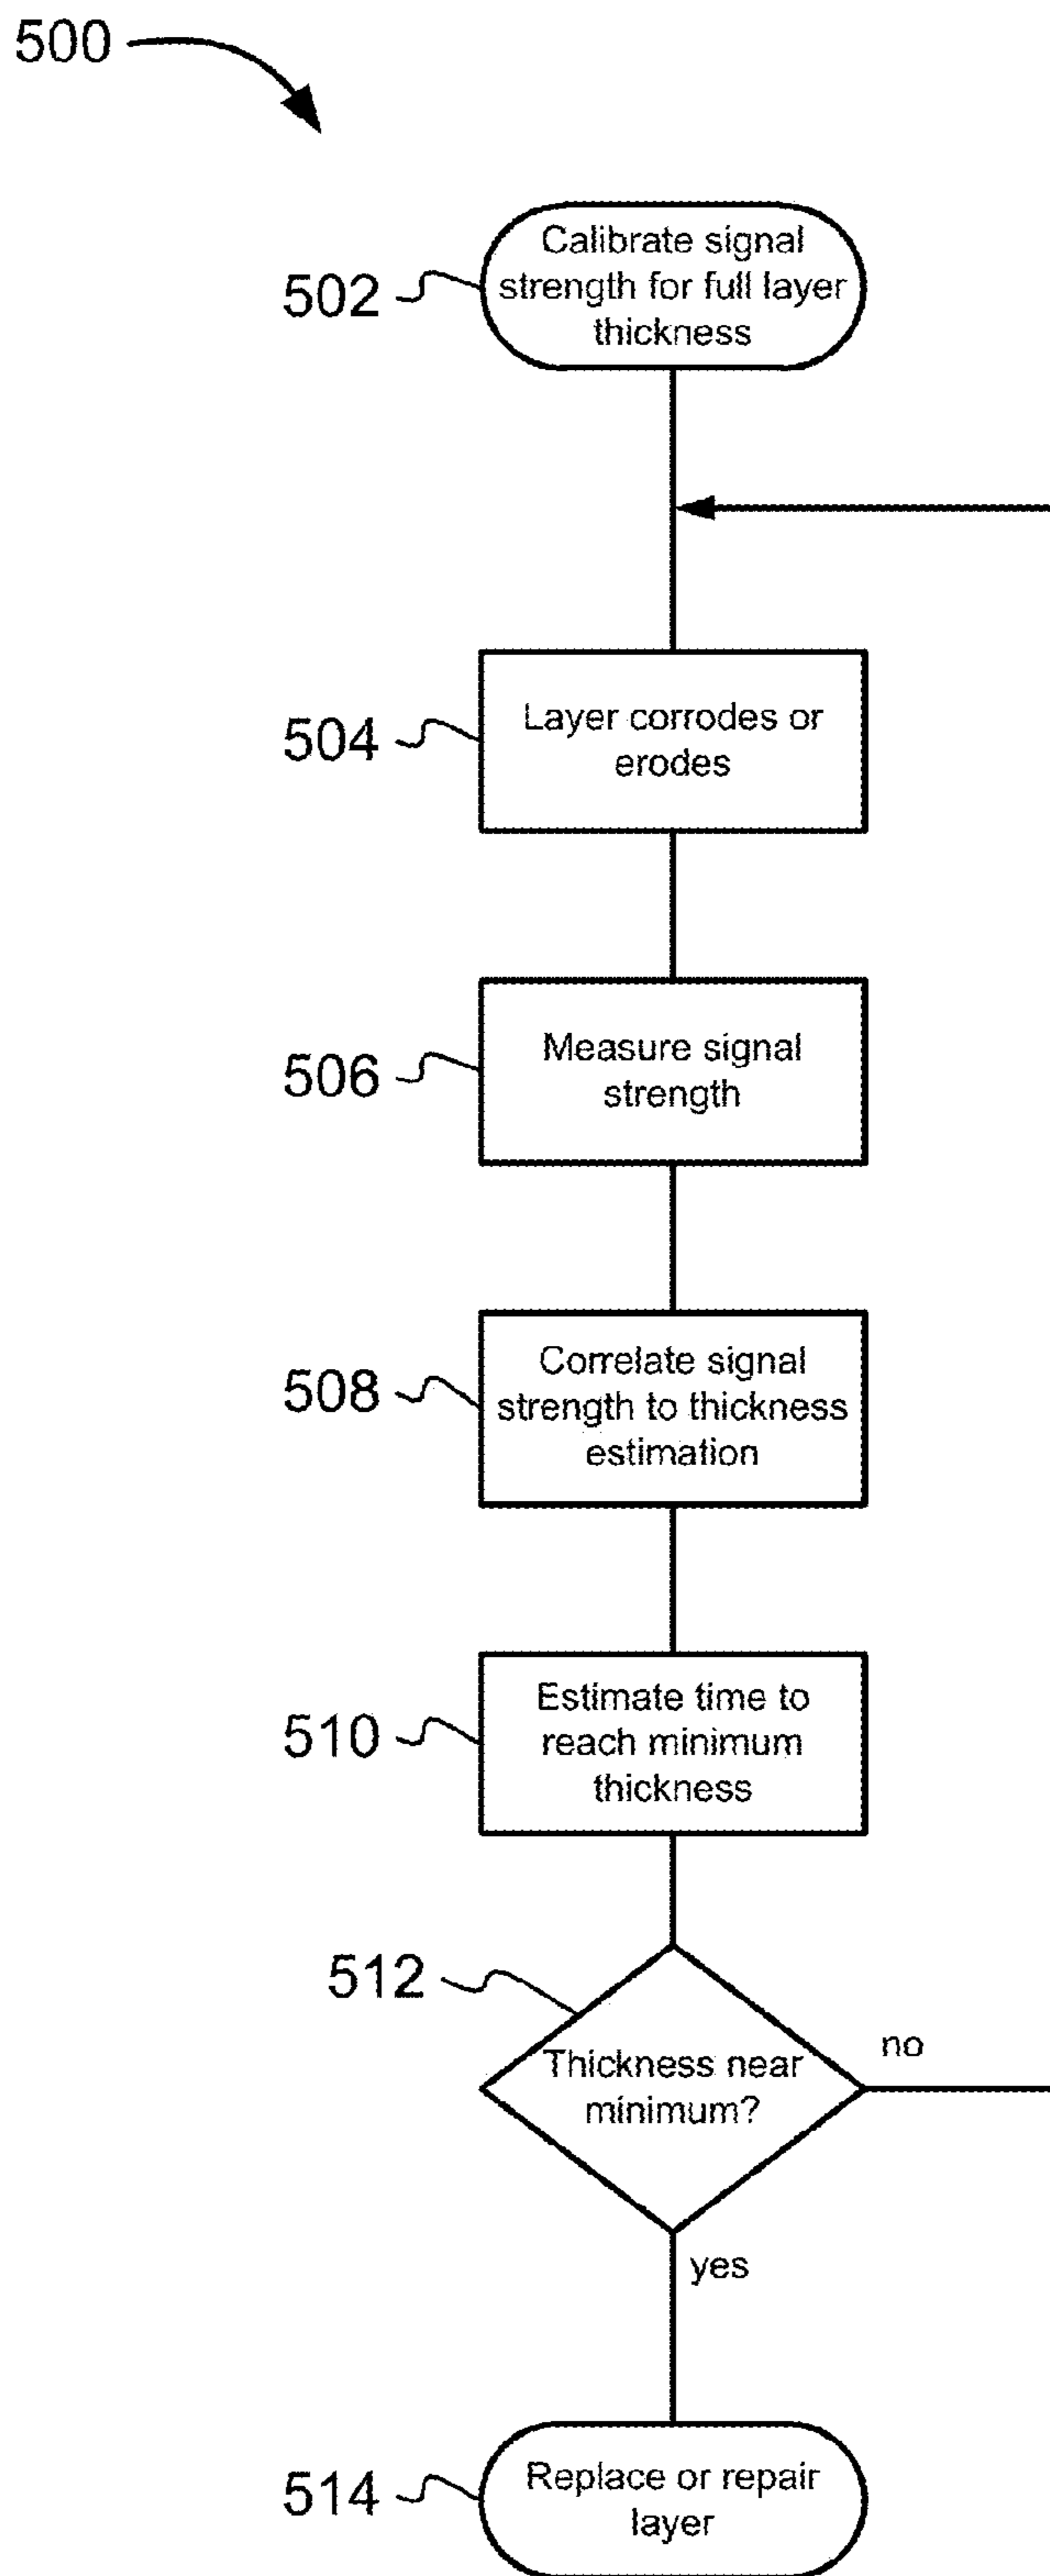 500
502
Calibrate signal
strength for full layer
thickness
504
Layer corrodes or
erodes
506
Measure signal
strength
508
Correlate signal
strength to thickness
estimation
510
Estimate time to
reach minimum
thickness
512
Thickness near
minimum?
no
yes
514
Replace or repair
layer